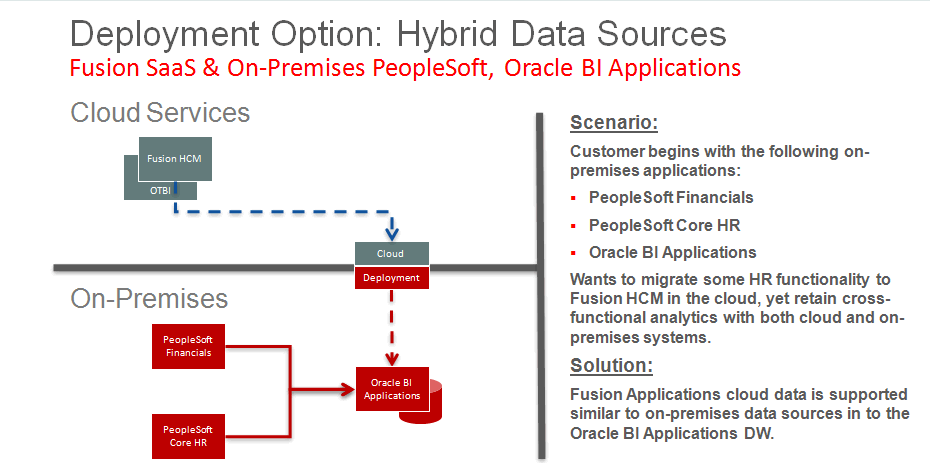 Deployment Option: Hybrid Data Sources
Fusion SaaS & On-Premises PeopleSoft, Oracle BI Applications
Cloud Services
Fusion HCM
OTBI
Cloud
Deployment
On-Premises
PeopleSoft
Financials
Oracle BI
Applications
PeopleSoft
Core HR
Scenario:
Customer begins with the following on-
premises applications:
▪ PeopleSoft Financials
▪ PeopleSoft Core HR
▪ Oracle BI Applications
Wants to migrate some HR functionality to
Fusion HCM in the cloud, yet retain cross-
functional analytics with both cloud and on-
premises systems.
Solution:
Fusion Applications cloud data is supported
similar to on-premises data sources in to the
Oracle BI Applications DW.